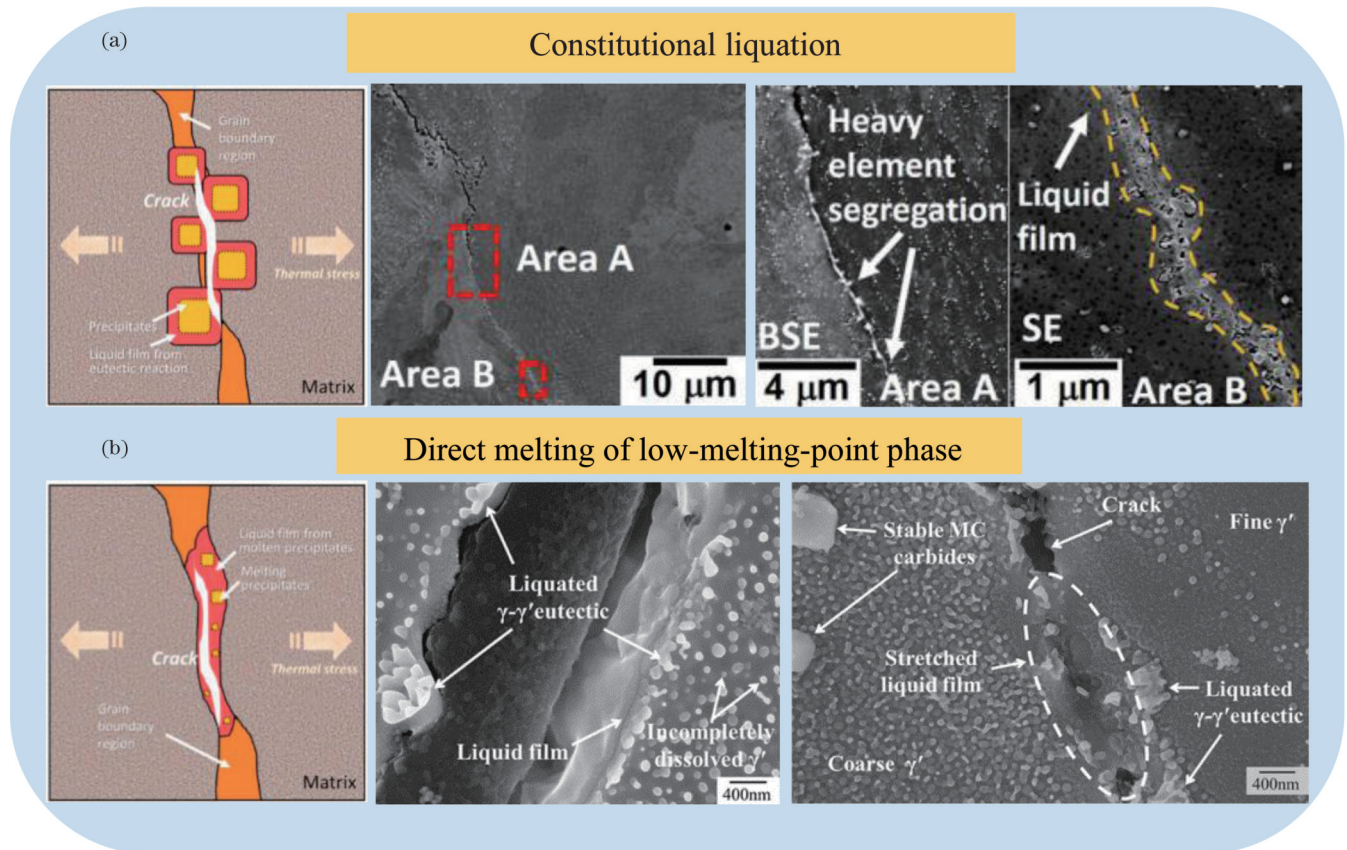 (a)
Constitutional liquation
Grain
boundary
region
Crack
Thermal stress
Precipitates
Liquid film from
eutectic reaction
Matrix
Area A
Area B
10 μm
Heavy
element
segregation
BSE
4 μm
Area A
Liquid
film
SE
1 μm
Area B
(b)
Direct melting of low-melting-point phase
Liquid film from
molten precipitates
Melting
precipitates
Crack
Thermal stress
Grain
boundary
region
Matrix
Liquated
γ-γ′eutectic
Liquid film
Incompletely
dissolved γ′
400nm
Crack
Stable MC
carbides
Fine γ′
Stretched
liquid film
Liquated
γ-γ′eutectic
Coarse γ′
400nm